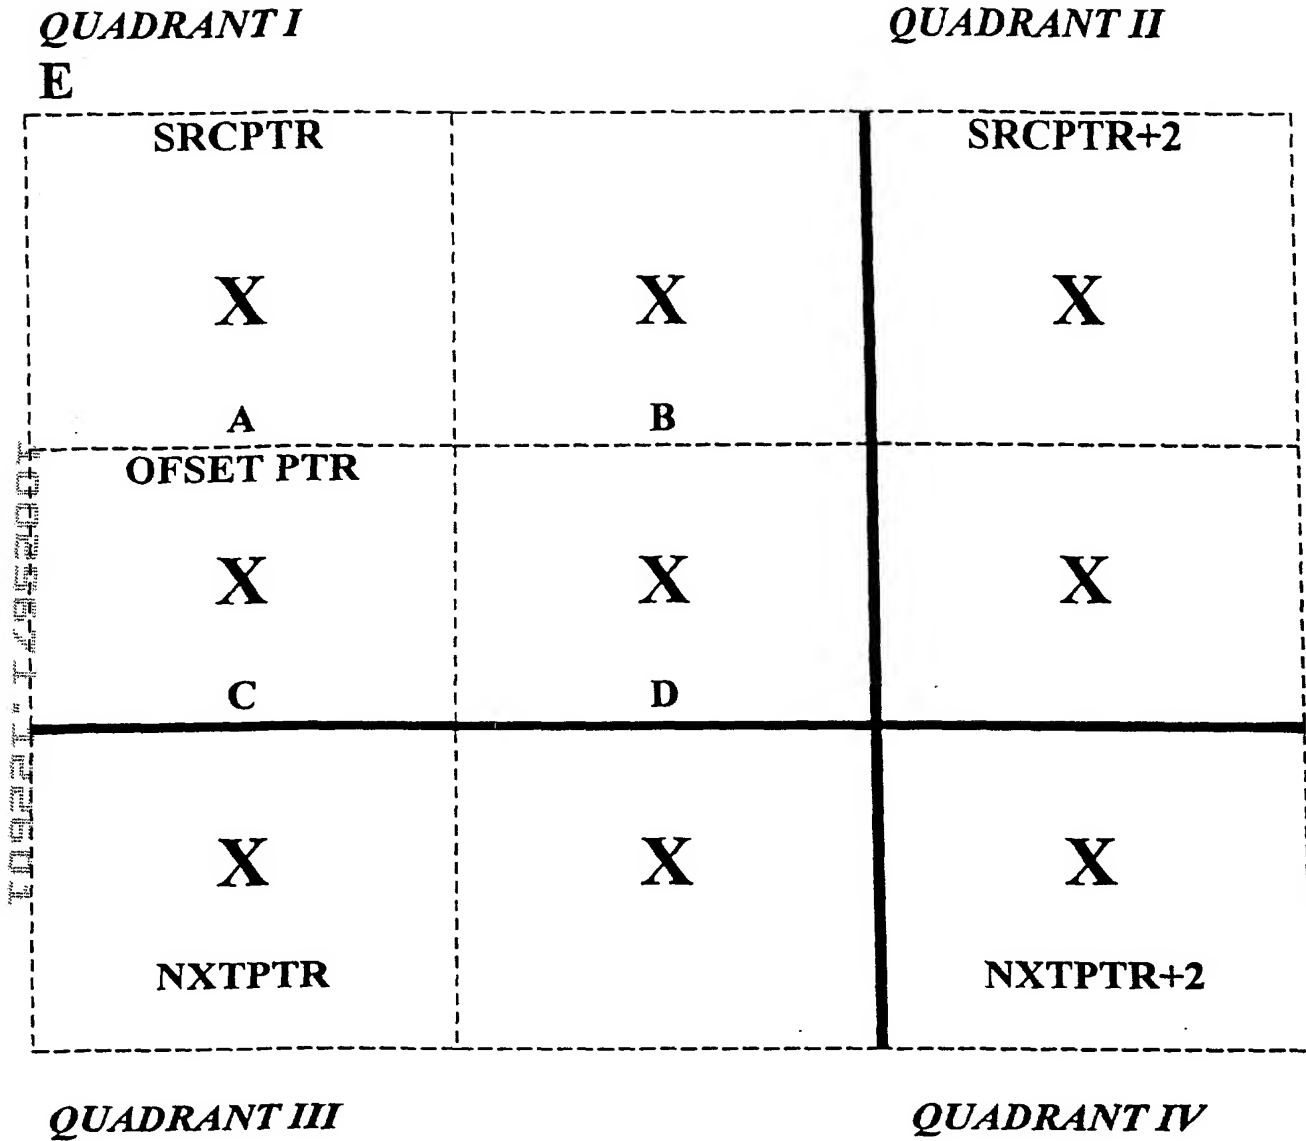 QUADRANT I QUADRANT II
E
SRCPTR SRCPTR+2
X X X
A B
OFSET PTR
X X X
C D
X X X
NXTPTR NXTPTR+2
QUADRANT III QUADRANT IV